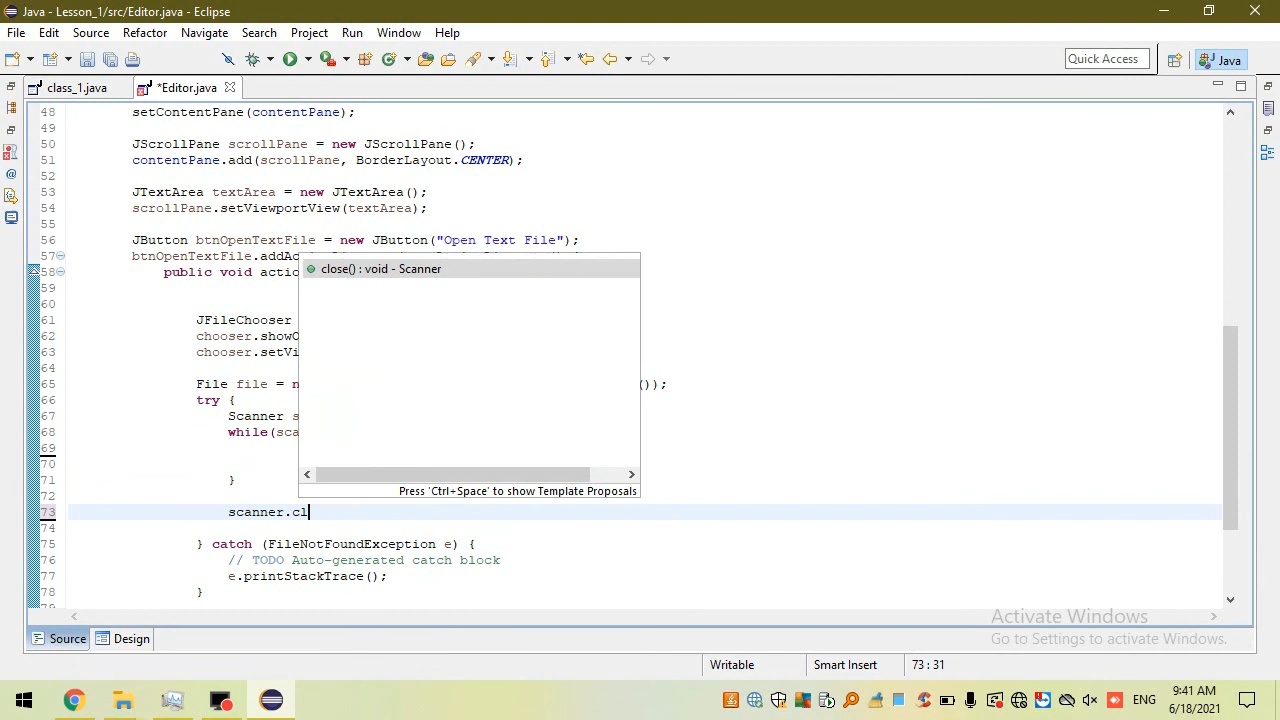 Java - Lesson_1/src/Editor.java - Eclipse
File Edit Source Refactor Navigate Search Project Run Window Help
Quick Access Java
class_1.java *Editor.java
48 setContentPane(contentPane);
49
50 JScrollPane scrollPane = new JScrollPane();
51 contentPane.add(scrollPane, BorderLayout.CENTER);
52
53 JTextArea textArea = new JTextArea();
54 scrollPane.setViewportView(textArea);
55
56 JButton btnOpenTextFile = new JButton("Open Text File");
57 btnOpenTextFile.addAc
58 public void actio
close() : void - Scanner
59
60
61 JFileChooser
62 chooser.showO
63 chooser.setVi
64
65 File file = n ());
66 try {
67 Scanner s
68 while(sca
69
70
71 }
Press 'Ctrl+Space' to show Template Proposals
72
73 scanner.cl
74
75 } catch (FileNotFoundException e) {
76 // TODO Auto-generated catch block
77 e.printStackTrace();
78 }
79
Activate Windows
Go to Settings to activate Windows.
Source Design
Writable Smart Insert 73 : 31
ENG 9:41 AM
6/18/2021